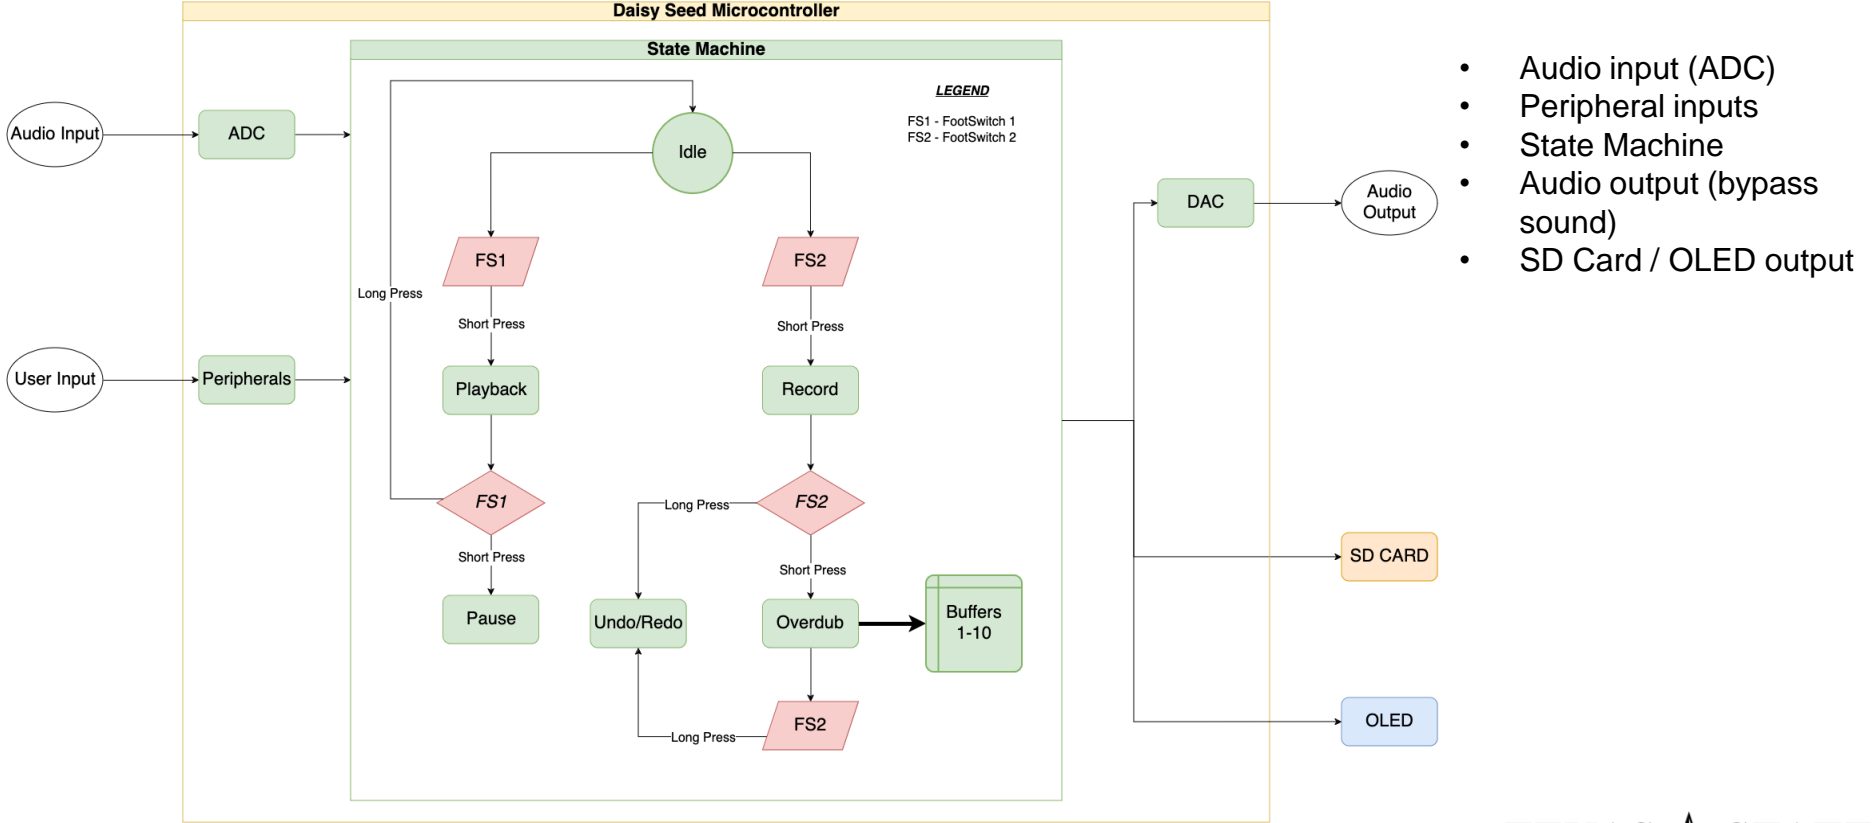 Daisy Seed Microcontroller
State Machine
LEGEND
FS1 - FootSwitch 1
FS2 - FootSwitch 2
Audio Input
ADC
Idle
FS1
FS2
Long Press
Short Press
Short Press
User Input
Peripherals
Playback
Record
FS1
FS2
Long Press
Short Press
Short Press
Pause
Undo/Redo
Overdub
Buffers
1-10
FS2
Long Press
DAC
Audio
Output
SD CARD
OLED
• Audio input (ADC)
• Peripheral inputs
• State Machine
• Audio output (bypass
sound)
• SD Card / OLED output